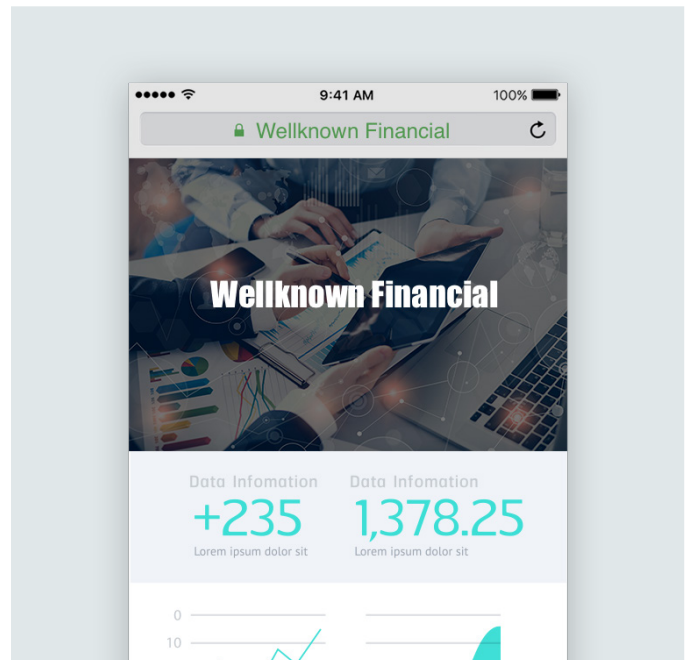 9:41 AM
100%
Wellknown Financial
Wellknown Financial
Data Infomation
Data Infomation
+235
1,378.25
Lorem ipsum dolor sit
Lorem ipsum dolor sit
0
10